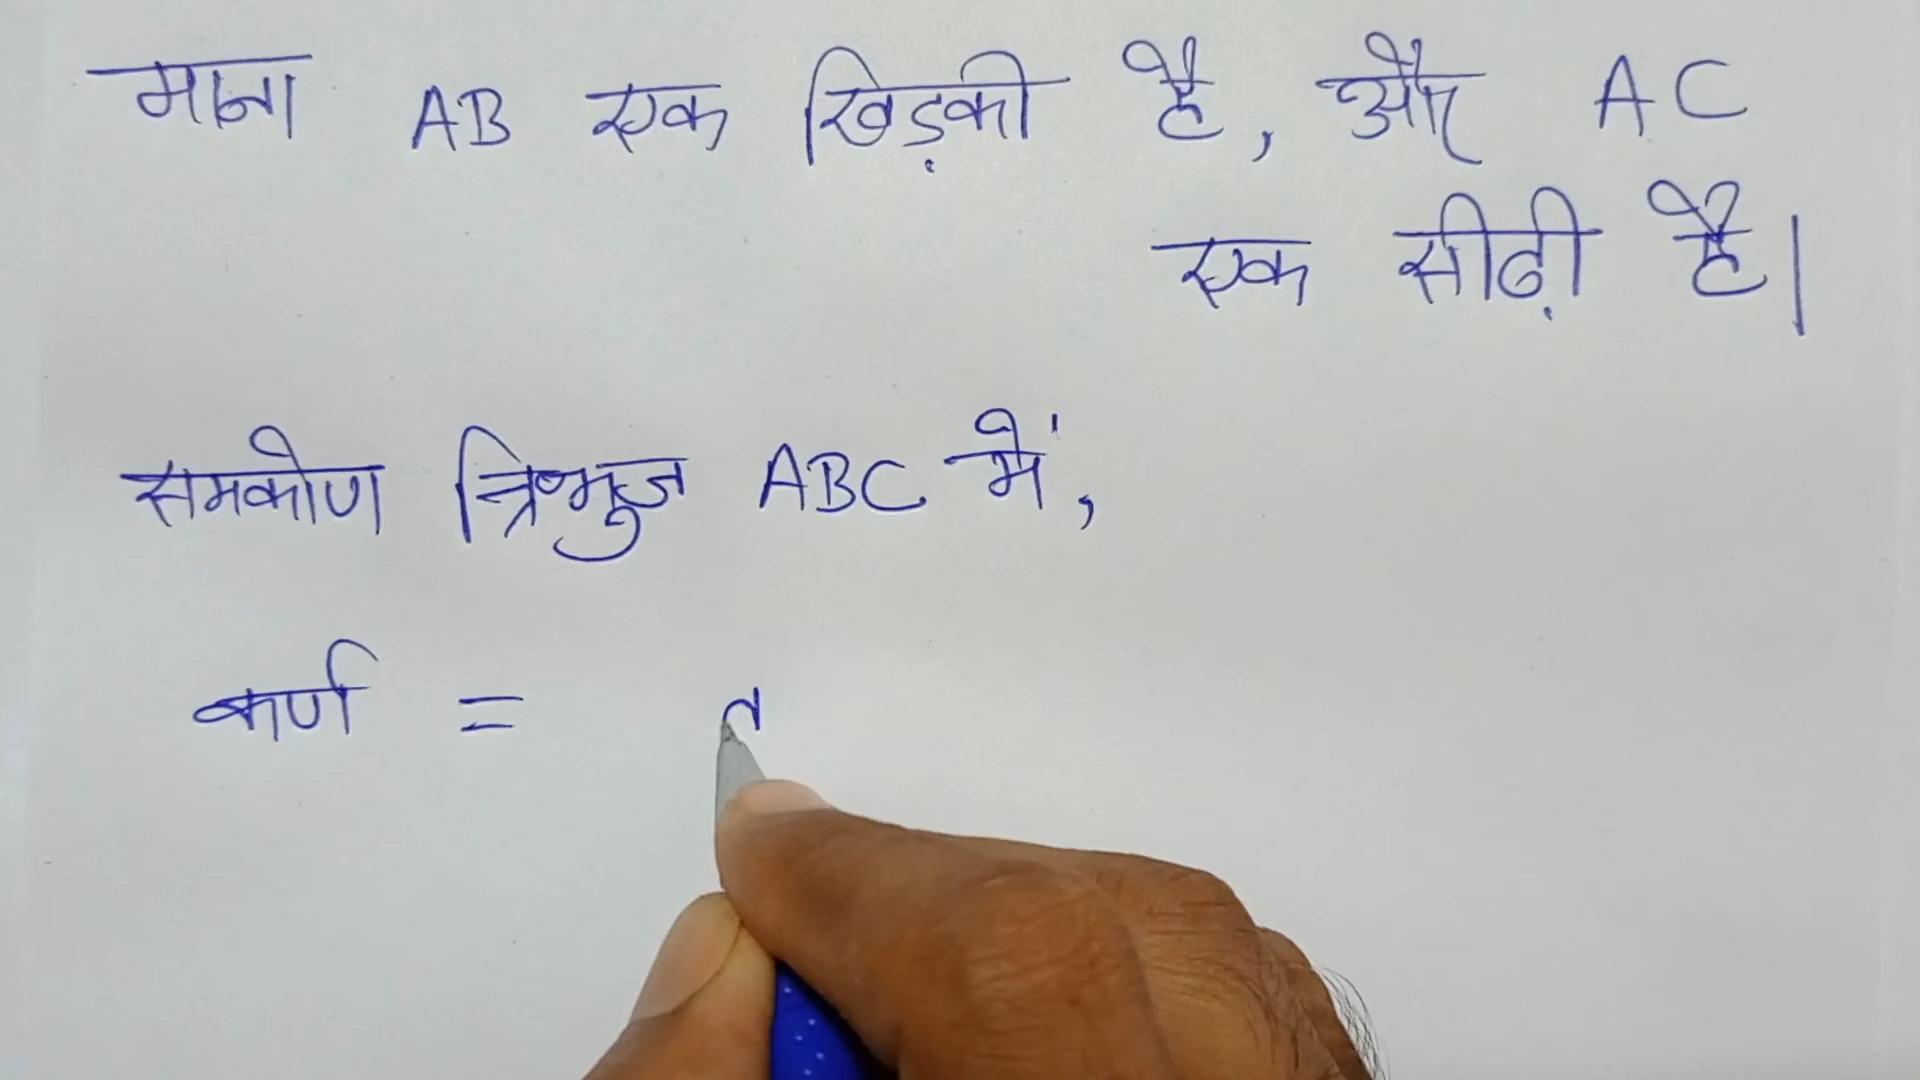 माना AB एक खिड़की है, और AC
एक सीढ़ी है।
समकोण त्रिभुज ABC में,
कर्ण =